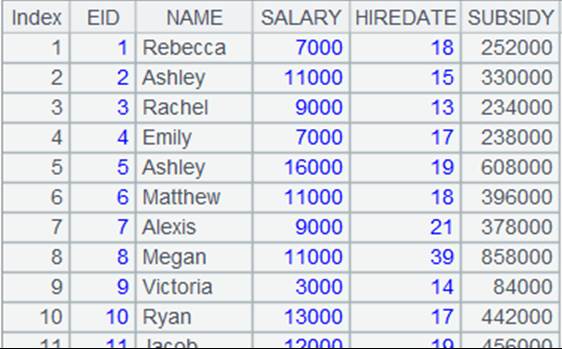 Index EID NAME SALARY HIREDATE SUBSIDY
1 1 Rebecca 7000 18 252000
2 2 Ashley 11000 15 330000
3 3 Rachel 9000 13 234000
4 4 Emily 7000 17 238000
5 5 Ashley 16000 19 608000
6 6 Matthew 11000 18 396000
7 7 Alexis 9000 21 378000
8 8 Megan 11000 39 858000
9 9 Victoria 3000 14 84000
10 10 Ryan 13000 17 442000
11 11 Jacob 12000 19 456000